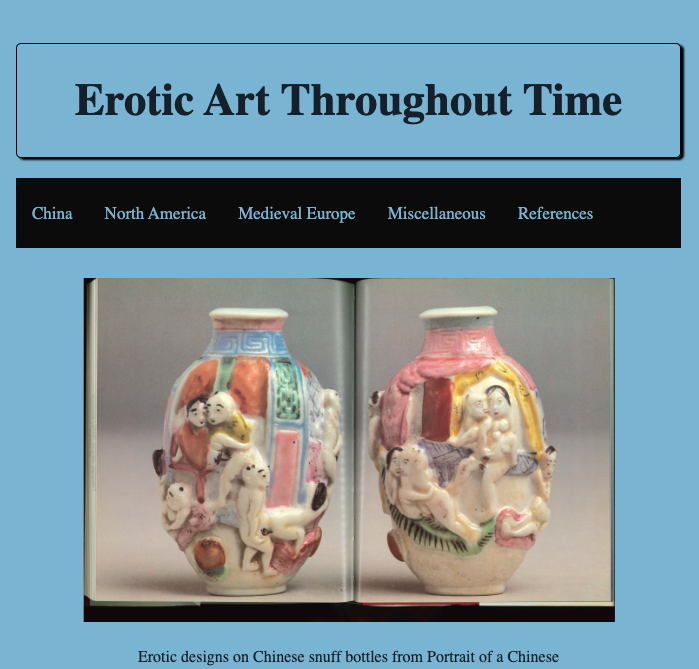 Erotic Art Throughout Time
China North America Medieval Europe Miscellaneous References
Erotic designs on Chinese snuff bottles from Portrait of a Chinese